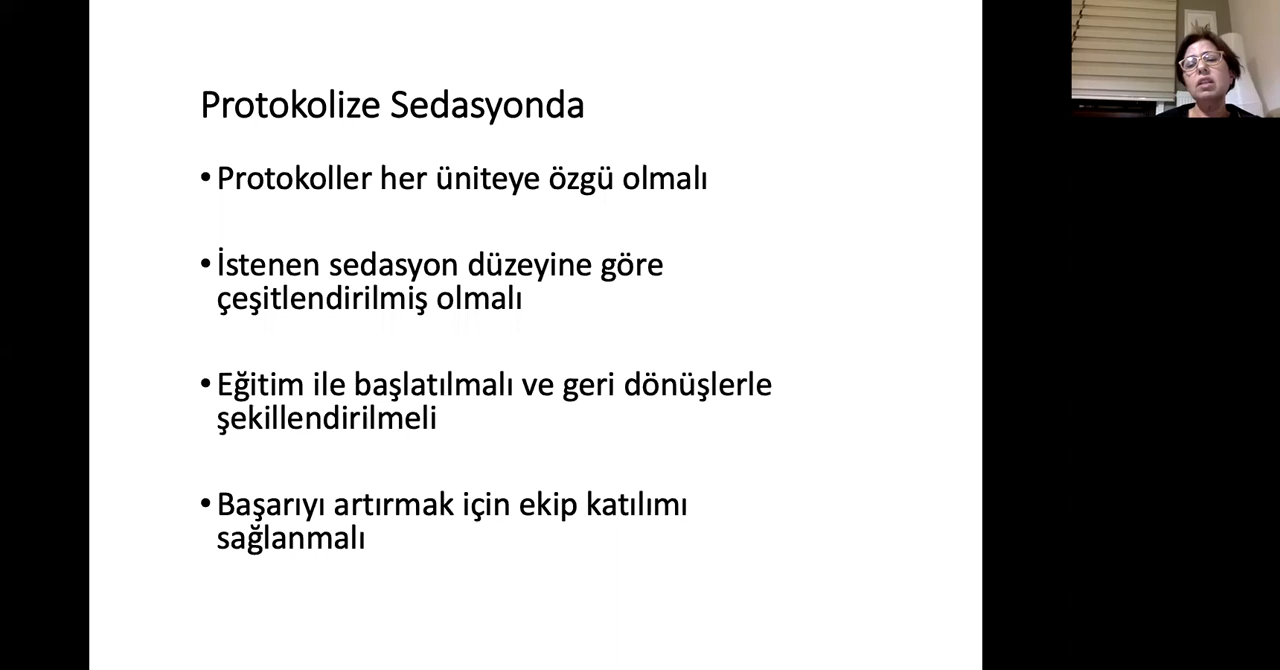 Protokolize Sedasyonda
• Protokoller her üniteye özgü olmalı
• İstenen sedasyon düzeyine göre
çeşitlendirilmiş olmalı
• Eğitim ile başlatılmalı ve geri dönüşlerle
şekillendirilmeli
• Başarıyı artırmak için ekip katılımı
sağlanmalı